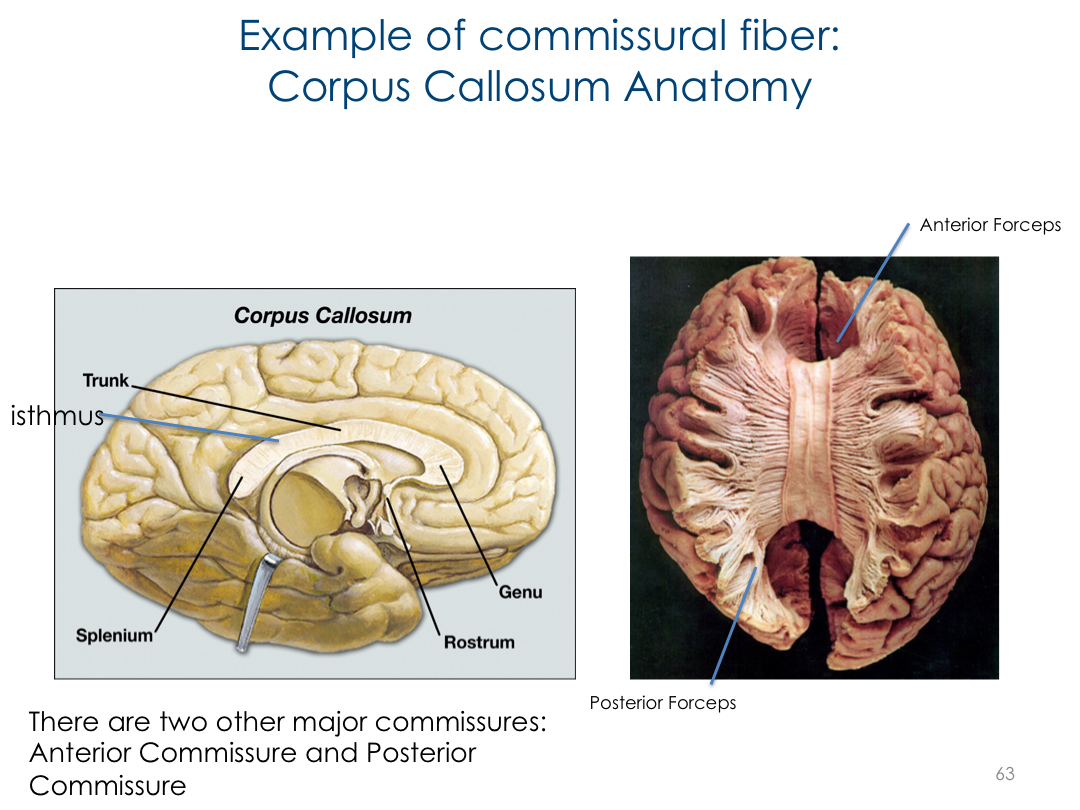 Example of commissural fiber:
Corpus Callosum Anatomy
Anterior Forceps
Corpus Callosum
Trunk
isthmus
Genu
Splenium
Rostrum
Posterior Forceps
There are two other major commissures:
Anterior Commissure and Posterior
Commissure
63